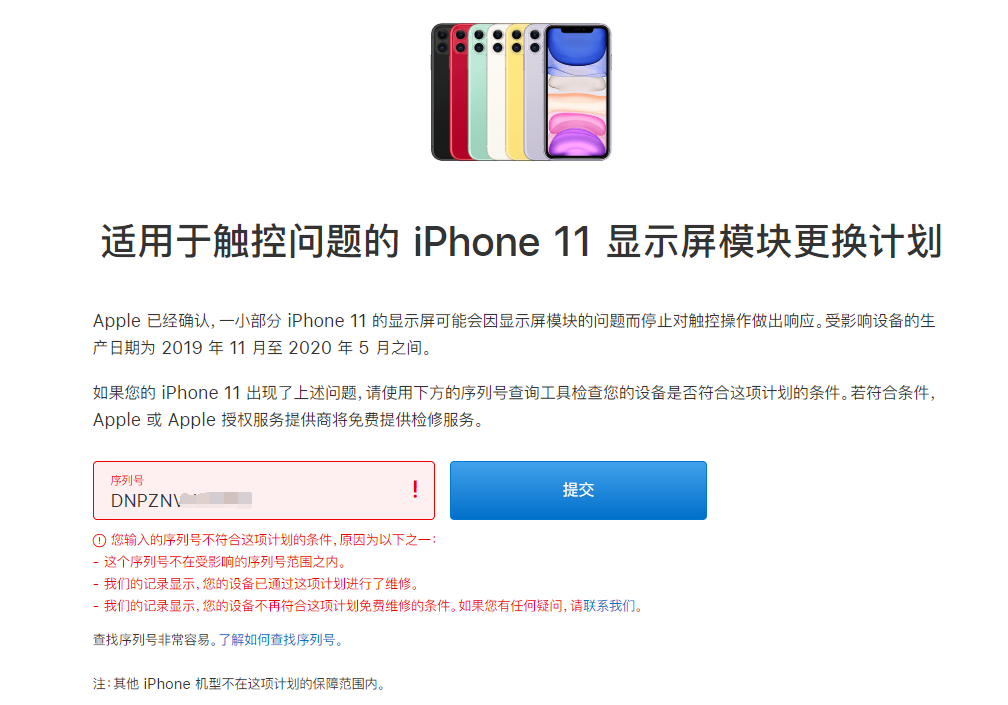 适用于触控问题的 iPhone 11 显示屏模块更换计划
Apple 已经确认，一小部分 iPhone 11 的显示屏可能会因显示屏模块的问题而停止对触控操作做出响应。受影响设备的生
产日期为 2019 年 11 月至 2020 年 5 月之间。
如果您的 iPhone 11 出现了上述问题，请使用下方的序列号查询工具检查您的设备是否符合这项计划的条件。若符合条件，
Apple 或 Apple 授权服务提供商将免费提供检修服务。
序列号
DNPZNV
提交
您输入的序列号不符合这项计划的条件，原因为以下之一：
- 这个序列号不在受影响的序列号范围之内。
- 我们的记录显示，您的设备已通过这项计划进行了维修。
- 我们的记录显示，您的设备不再符合这项计划免费维修的条件。如果您有任何疑问，请联系我们。
查找序列号非常容易。了解如何查找序列号。
注：其他 iPhone 机型不在这项计划的保障范围内。